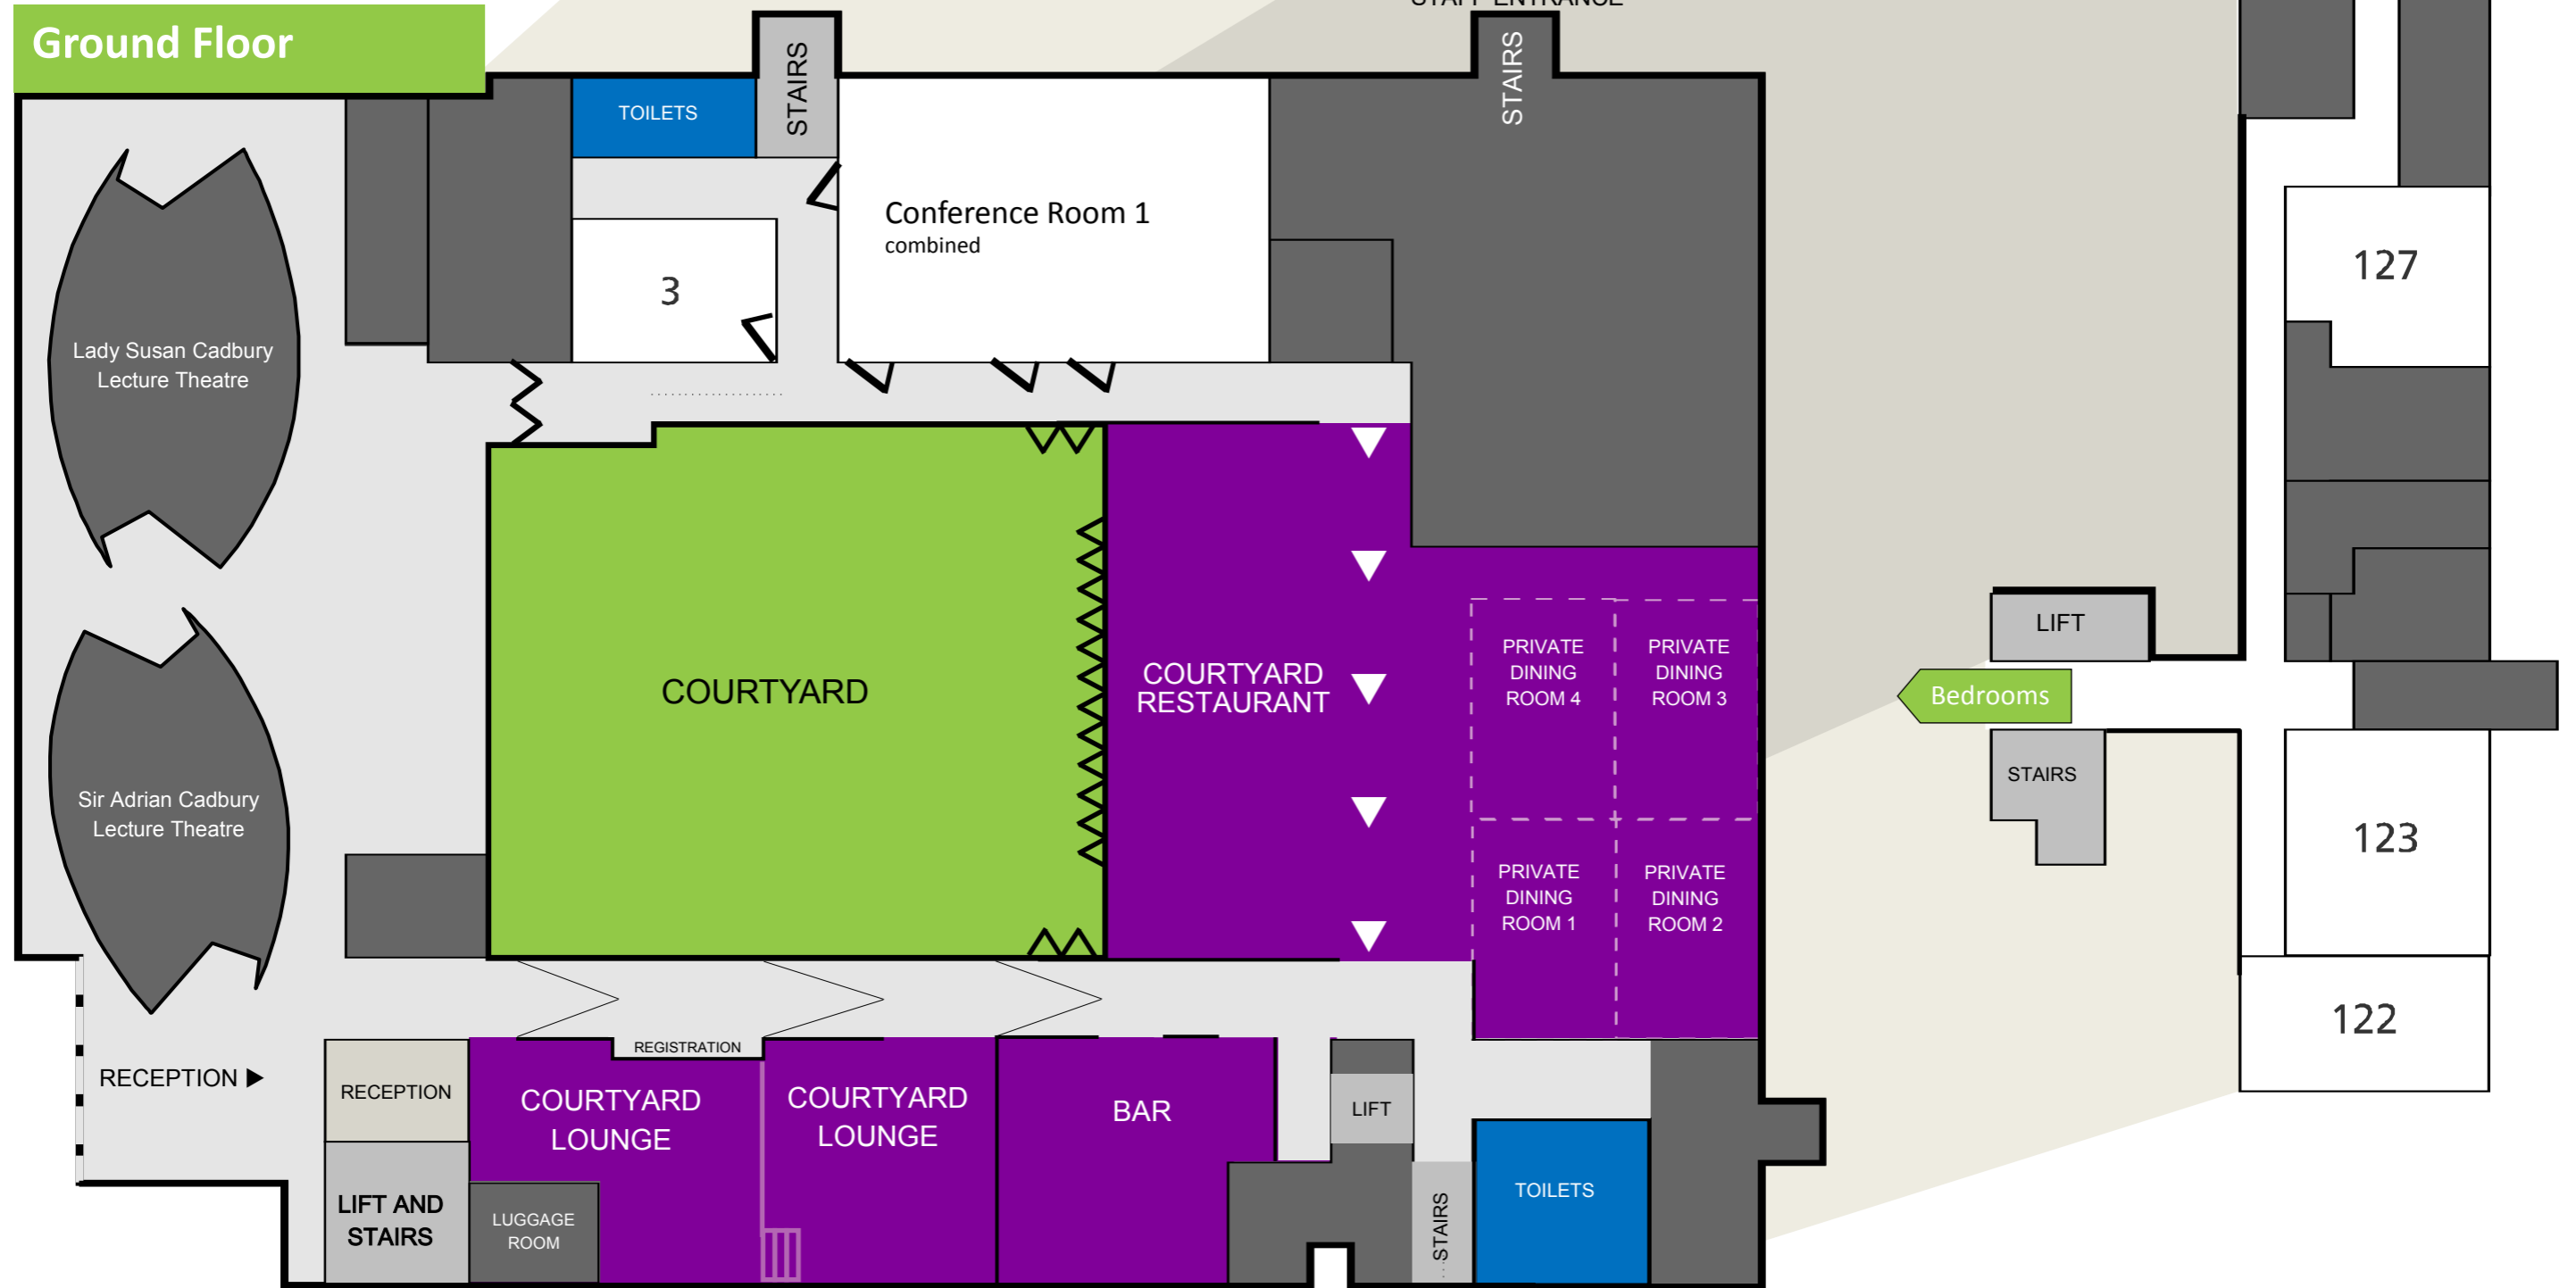 STAFF ENTRANCE
Ground Floor
STAIRS
STAIRS
TOILETS
Conference Room 1
combined
3
127
Lady Susan Cadbury
Lecture Theatre
LIFT
COURTYARD
COURTYARD
RESTAURANT
PRIVATE
DINING
ROOM 4
PRIVATE
DINING
ROOM 3
Bedrooms
STAIRS
Sir Adrian Cadbury
Lecture Theatre
123
PRIVATE
DINING
ROOM 1
PRIVATE
DINING
ROOM 2
122
REGISTRATION
RECEPTION
RECEPTION
COURTYARD
LOUNGE
COURTYARD
LOUNGE
BAR
LIFT
LIFT AND
STAIRS
LUGGAGE
ROOM
STAIRS
TOILETS